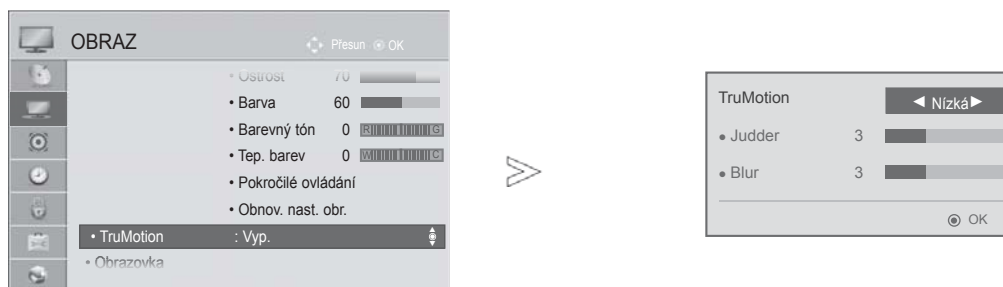 OBRAZ Přesun OK
• Ostrost 70
• Barva 60
• Barevný tón 0 R G
• Tep. barev 0 W C
• Pokročilé ovládání
• Obnov. nast. obr.
• TruMotion : Vyp.
• Obrazovka
TruMotion ◄ Nízká►
• Judder 3
• Blur 3
OK